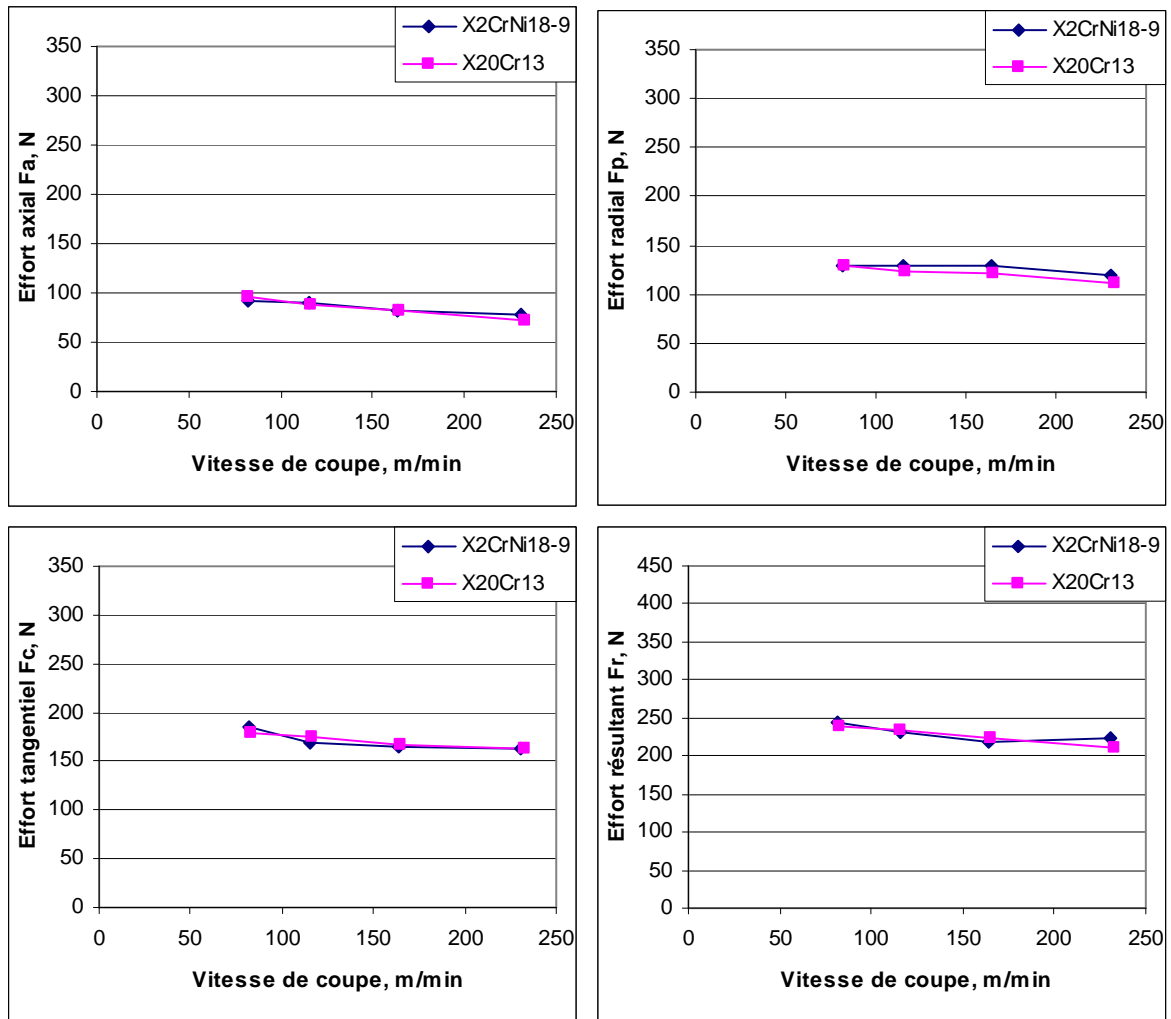 X2CrNi18-9
X20Cr13
Effort axial Fa, N
350
300
250
200
150
100
50
0
0 50 100 150 200 250
Vitesse de coupe, m/min
X2CrNi18-9
X20Cr13
Effort radial Fp, N
350
300
250
200
150
100
50
0
0 50 100 150 200 250
Vitesse de coupe, m/min
X2CrNi18-9
X20Cr13
Effort tangentiel Fc, N
350
300
250
200
150
100
50
0
0 50 100 150 200 250
Vitesse de coupe, m/min
X2CrNi18-9
X20Cr13
Effort résultant Fr, N
450
400
350
300
250
200
150
100
50
0
0 50 100 150 200 250
Vitesse de coupe, m/min